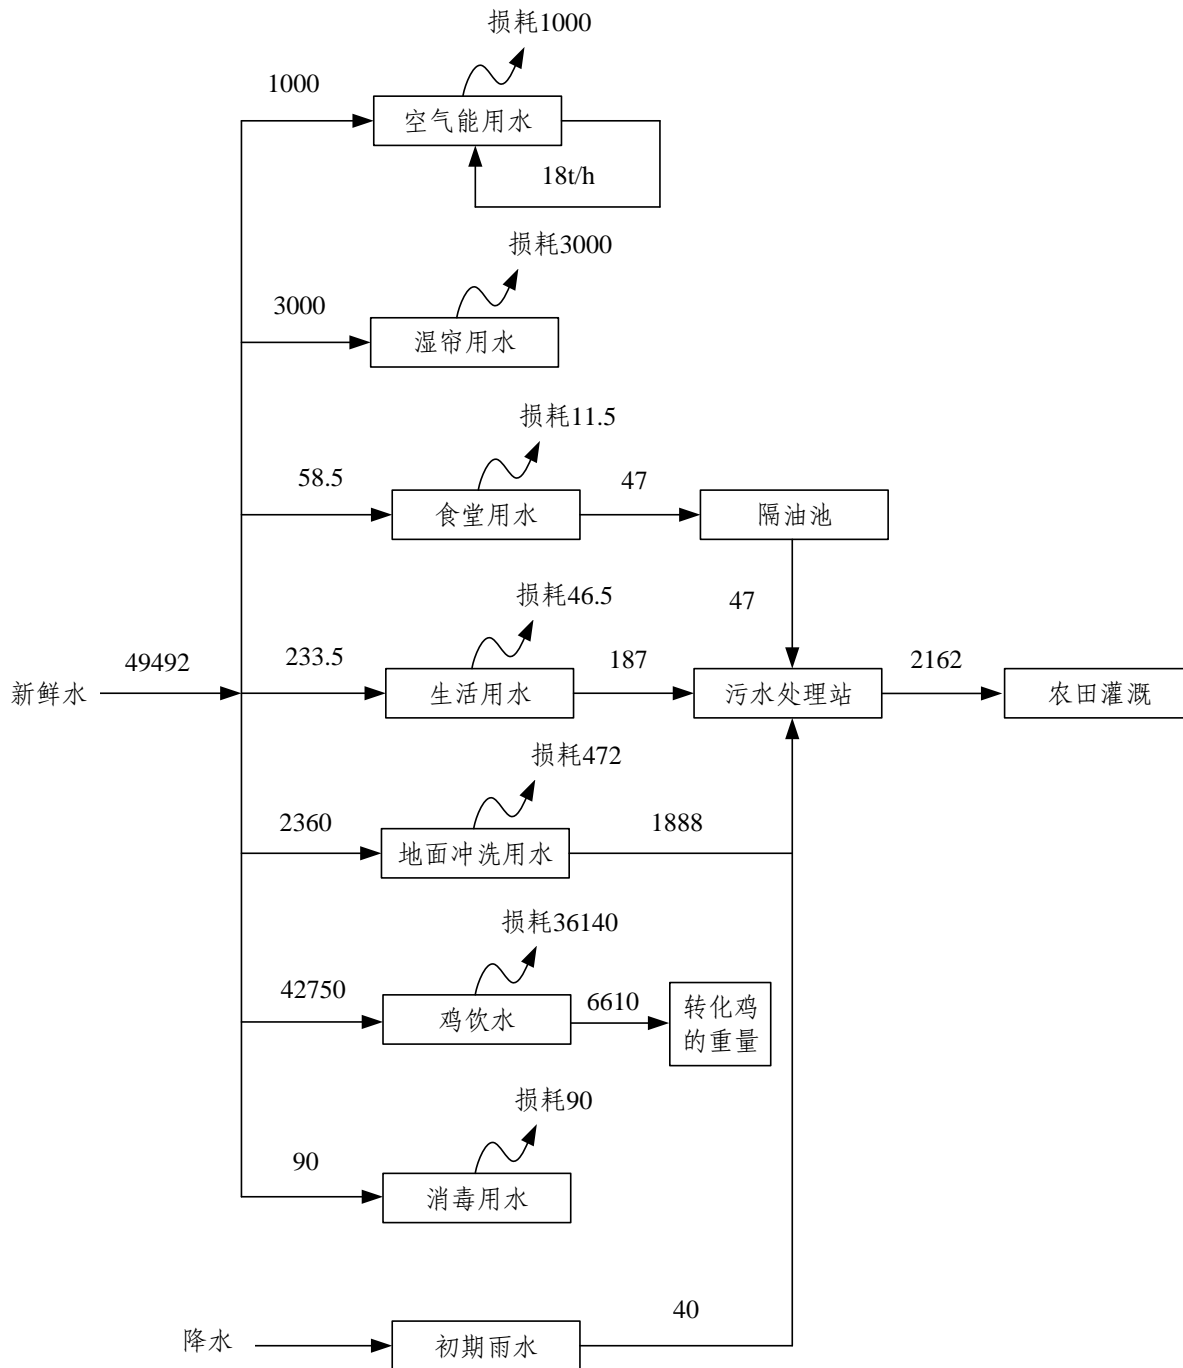 损耗1000
1000
空气能用水
18t/h
损耗3000
3000
湿帘用水
损耗11.5
58.5
食堂用水
47
隔油池
47
损耗46.5
新鲜水
49492
233.5
生活用水
187
污水处理站
2162
农田灌溉
损耗472
2360
地面冲洗用水
1888
损耗36140
42750
鸡饮水
6610
转化鸡
的重量
损耗90
90
消毒用水
降水
初期雨水
40